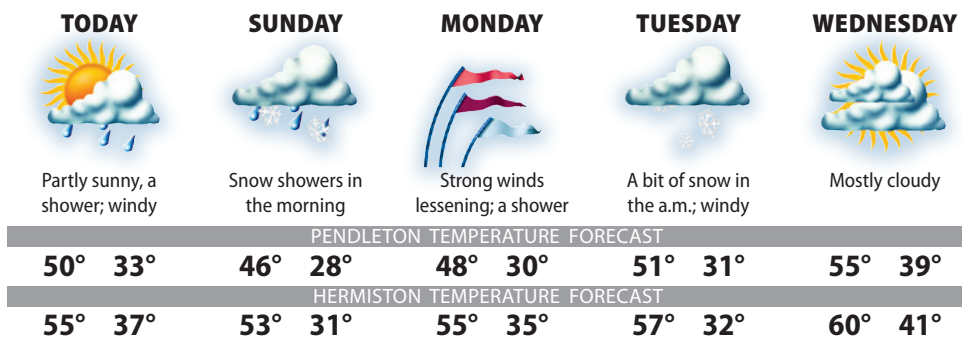 TODAY SUNDAY MONDAY TUESDAY WEDNESDAY
Partly sunny, a
shower; windy
Snow showers in
the morning
Strong winds
lessening; a shower
A bit of snow in
the a.m.; windy
Mostly cloudy
PENDLETON TEMPERATURE FORECAST
50° 33° 46° 28° 48° 30° 51° 31° 55° 39°
HERMISTON TEMPERATURE FORECAST
55° 37° 53° 31° 55° 35° 57° 32° 60° 41°